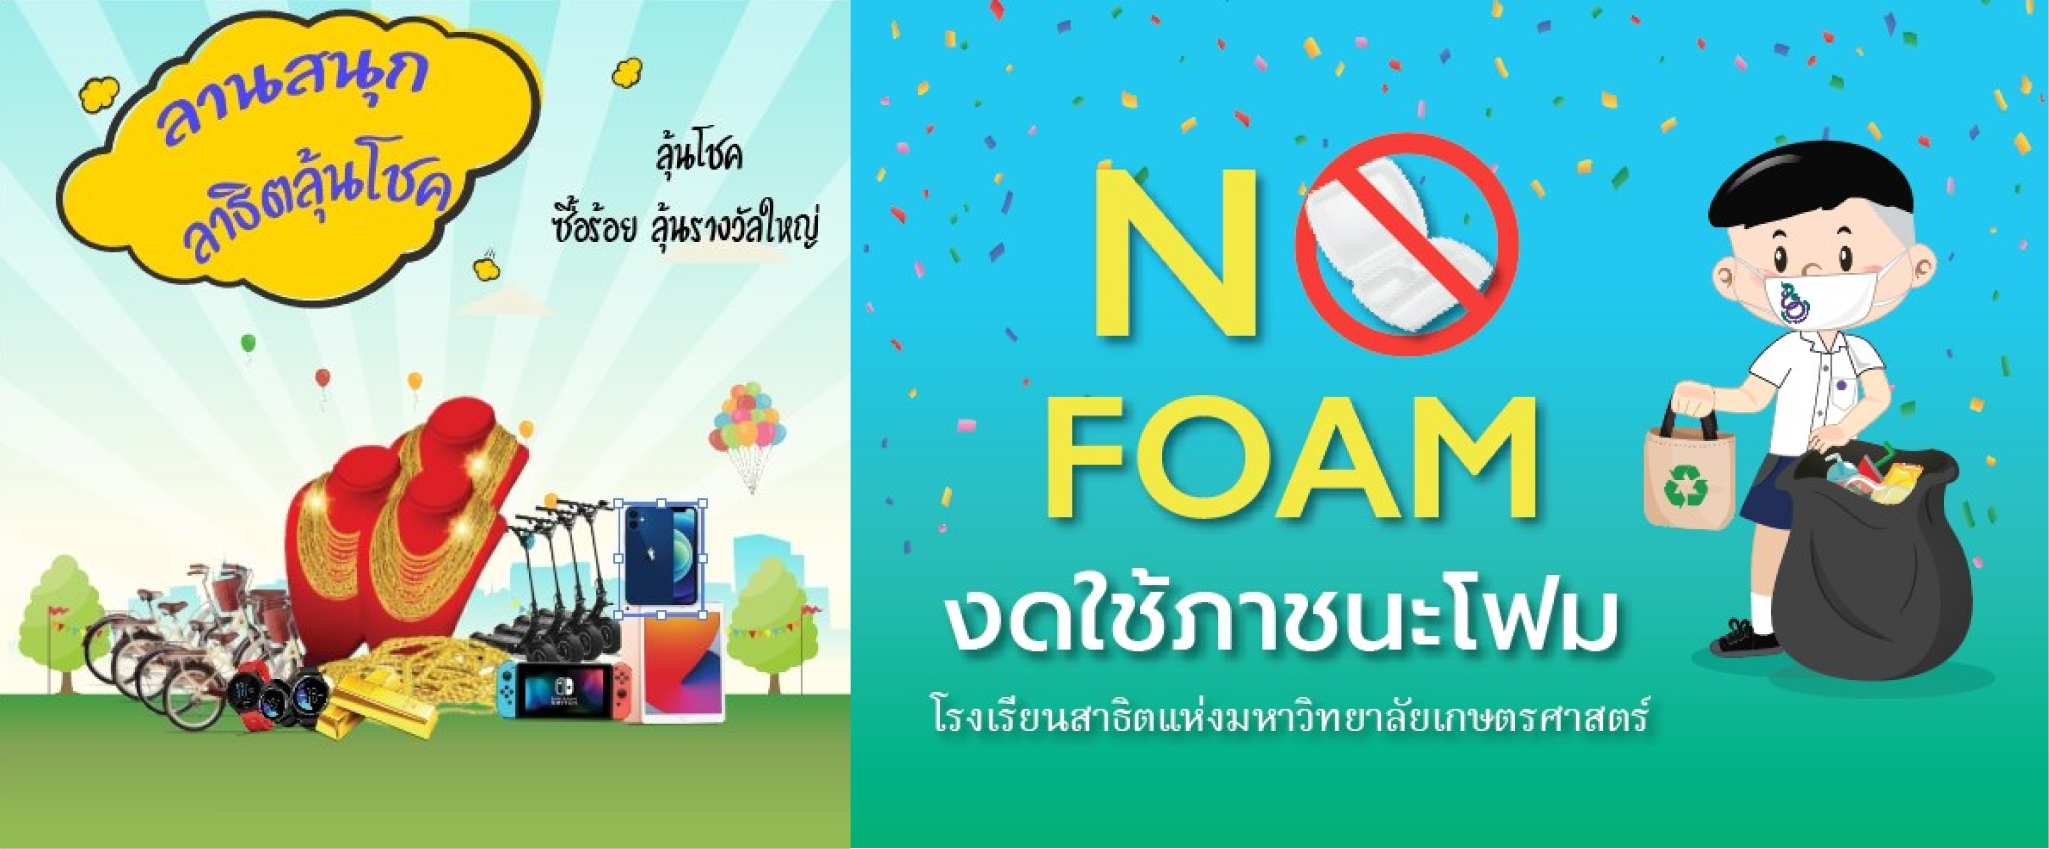 ลานสนุก
สาธิตลุ้นโชค
ลุ้นโชค
ซื้อร้อย ลุ้นรางวัลใหญ่
SWITCH
N
FOAM
งดใช้ภาชนะโฟม
โรงเรียนสาธิตแห่งมหาวิทยาลัยเกษตรศาสตร์